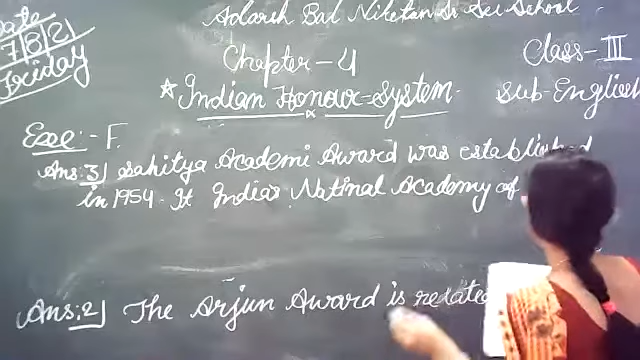 Adarsh Bal Niketan Sr Sec School
Date
7/8/21
Friday
Chapter - 4
Class - III
* Indian Honour System
Sub - English
Exe :- F.
Ans:3) Sahitya Academi Award was established
in 1954. It Indias Natinal Academy of
Ans:2) The Arjun Award is related